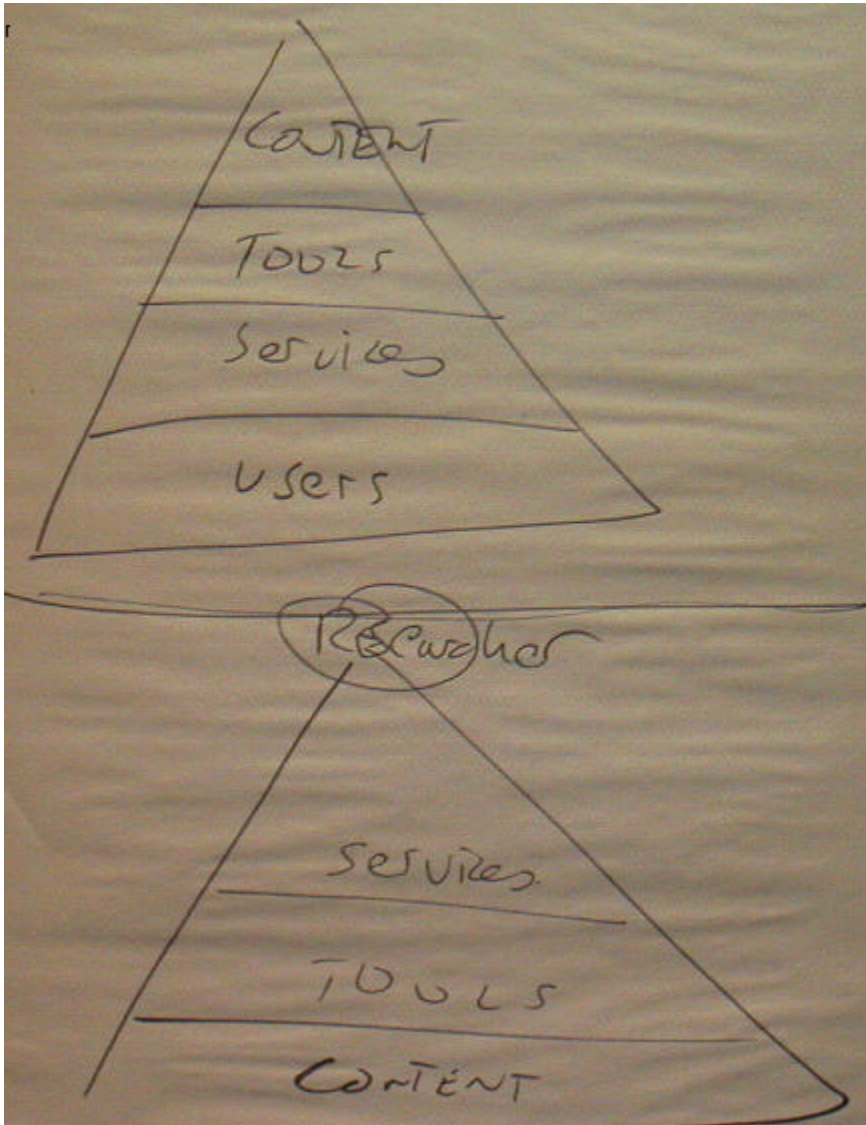 r
CONTENT
TOOLS
Services
Users
REsearcher
Services
TOOLS
CONTENT